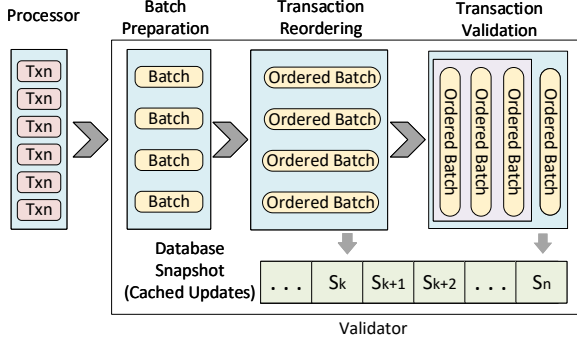 Processor
Batch
Preparation
Transaction
Reordering
Transaction
Validation
Txn
Txn
Txn
Txn
Txn
Txn
Batch
Batch
Batch
Batch
Ordered Batch
Ordered Batch
Ordered Batch
Ordered Batch
Ordered Batch
Ordered Batch
Ordered Batch
Ordered Batch
Database
Snapshot
(Cached Updates)
. . . Sk Sk+1 Sk+2 . . . Sn
Validator